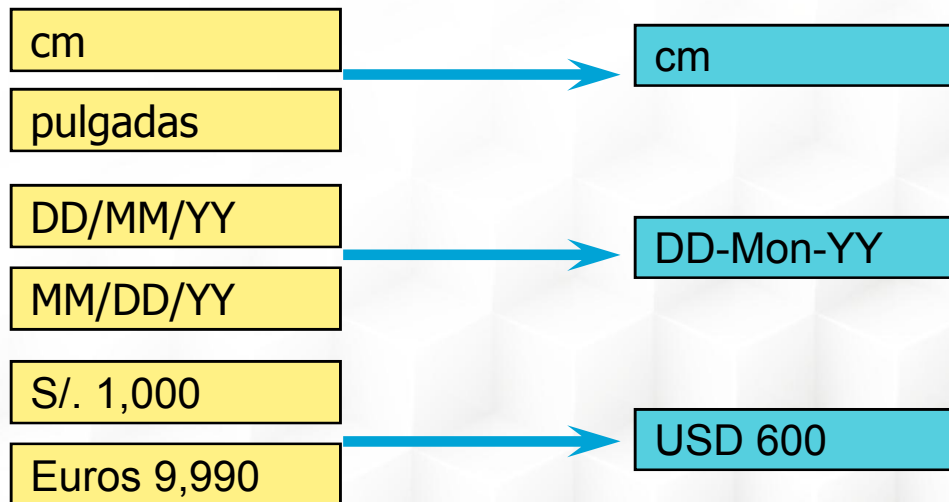 cm
pulgadas
cm
DD/MM/YY
MM/DD/YY
DD-Mon-YY
S/. 1,000
Euros 9,990
USD 600